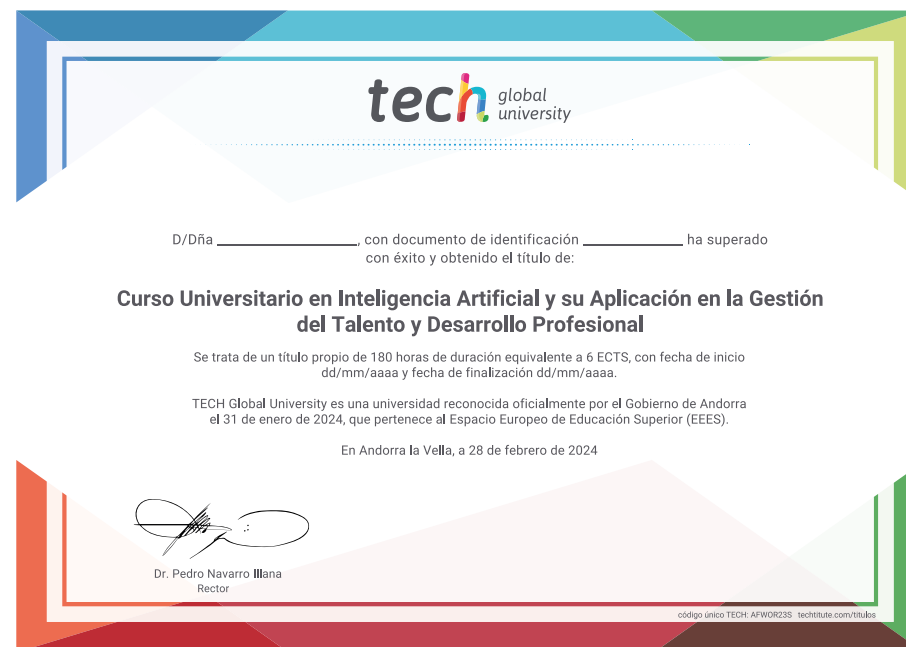 tech global university
D/Dña ____________________, con documento de identificación ______________ ha superado
con éxito y obtenido el título de:
Curso Universitario en Inteligencia Artificial y su Aplicación en la Gestión
del Talento y Desarrollo Profesional
Se trata de un título propio de 180 horas de duración equivalente a 6 ECTS, con fecha de inicio
dd/mm/aaaa y fecha de finalización dd/mm/aaaa.
TECH Global University es una universidad reconocida oficialmente por el Gobierno de Andorra
el 31 de enero de 2024, que pertenece al Espacio Europeo de Educación Superior (EEES).
En Andorra la Vella, a 28 de febrero de 2024
Dr. Pedro Navarro Illana
Rector
código único TECH: AFWOR23S techtitute.com/titulos